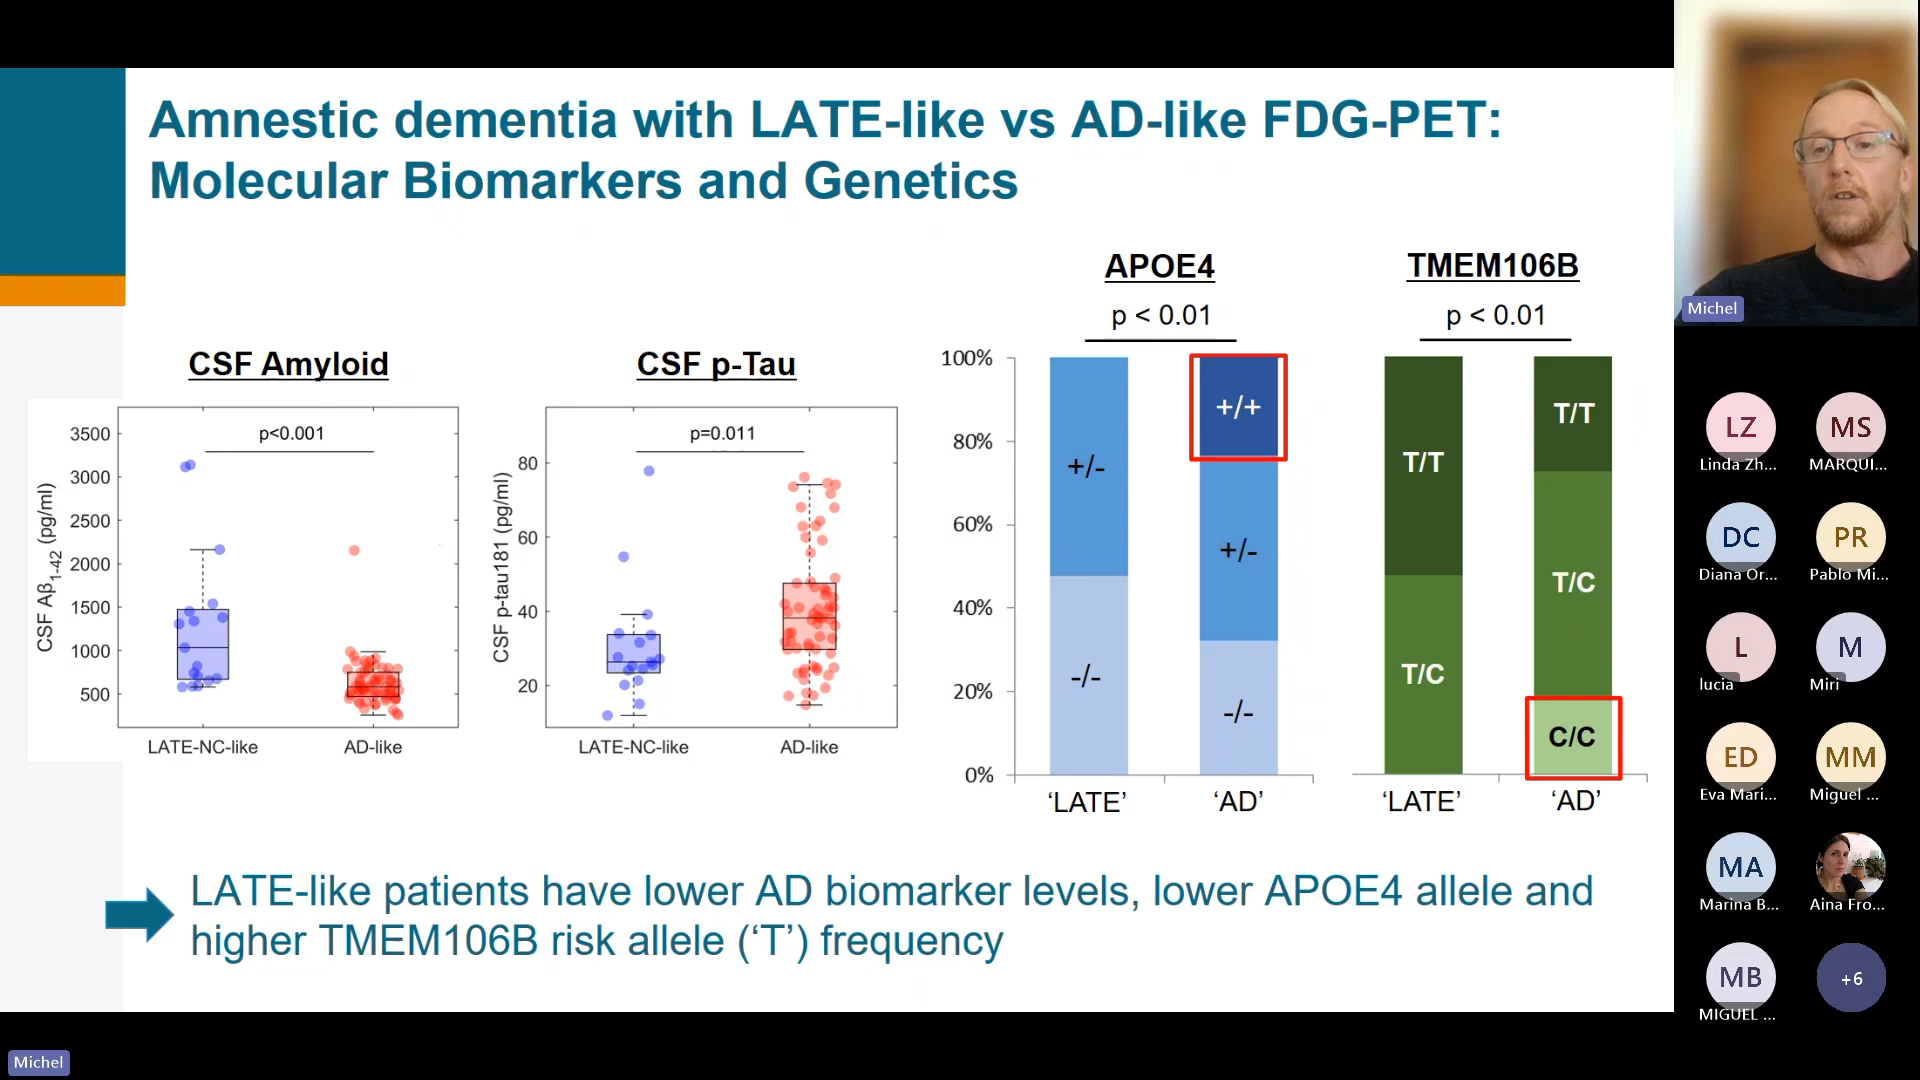 Amnestic dementia with LATE-like vs AD-like FDG-PET:
Molecular Biomarkers and Genetics
CSF Amyloid
p<0.001
CSF Aβ1-42 (pg/ml)
3500
3000
2500
2000
1500
1000
500
LATE-NC-like
AD-like
CSF p-Tau
p=0.011
CSF p-tau181 (pg/ml)
80
60
40
20
LATE-NC-like
AD-like
APOE4
p < 0.01
100%
80%
60%
40%
20%
0%
+/-
-/-
+/+
+/-
-/-
‘LATE’
‘AD’
TMEM106B
p < 0.01
T/T
T/C
T/T
T/C
C/C
‘LATE’
‘AD’
LATE-like patients have lower AD biomarker levels, lower APOE4 allele and
higher TMEM106B risk allele (‘T’) frequency
Michel
Michel
LZ
Linda Zh...
MS
MARQUI...
DC
Diana Or...
PR
Pablo Mi...
L
lucia
M
Miri
ED
Eva Mari...
MM
Miguel ...
MA
Marina B...
Aina Fro...
MB
MIGUEL ...
+6